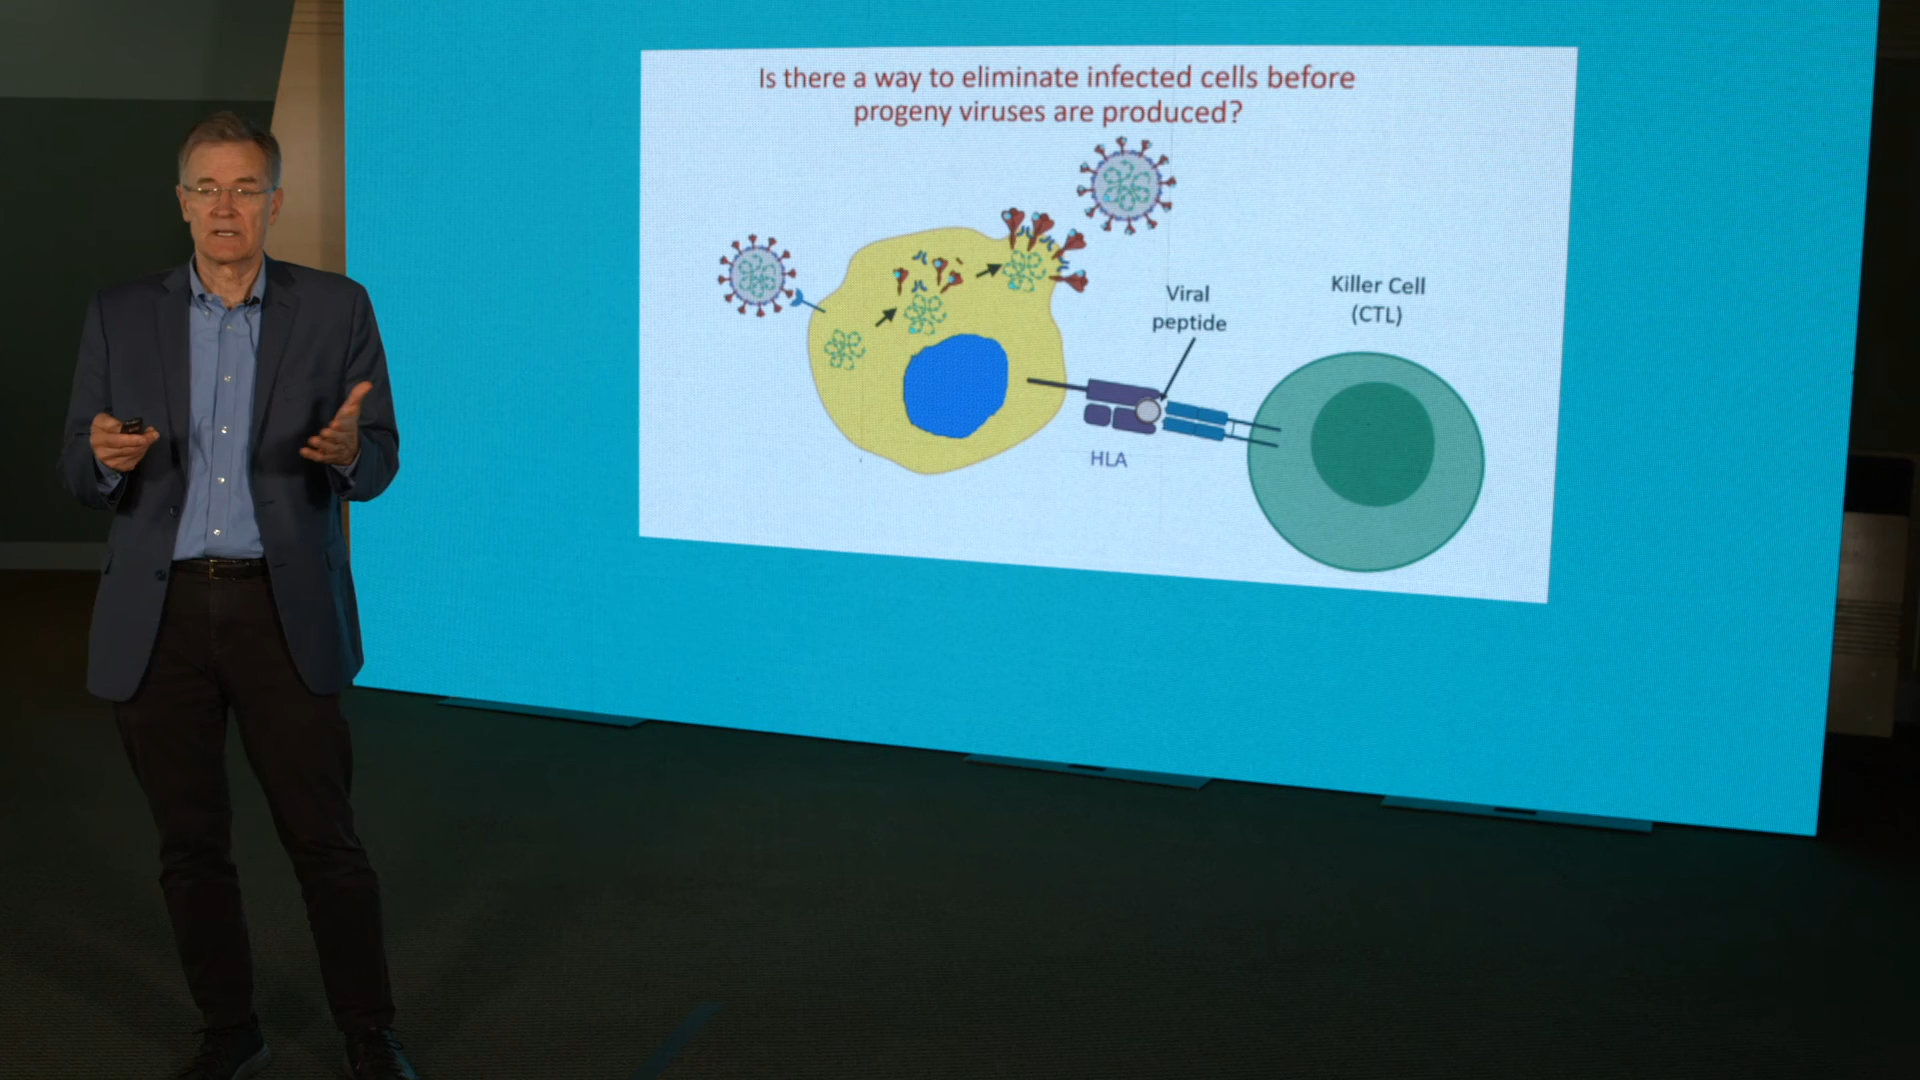 Is there a way to eliminate infected cells before
progeny viruses are produced?
Viral
peptide
Killer Cell
(CTL)
HLA